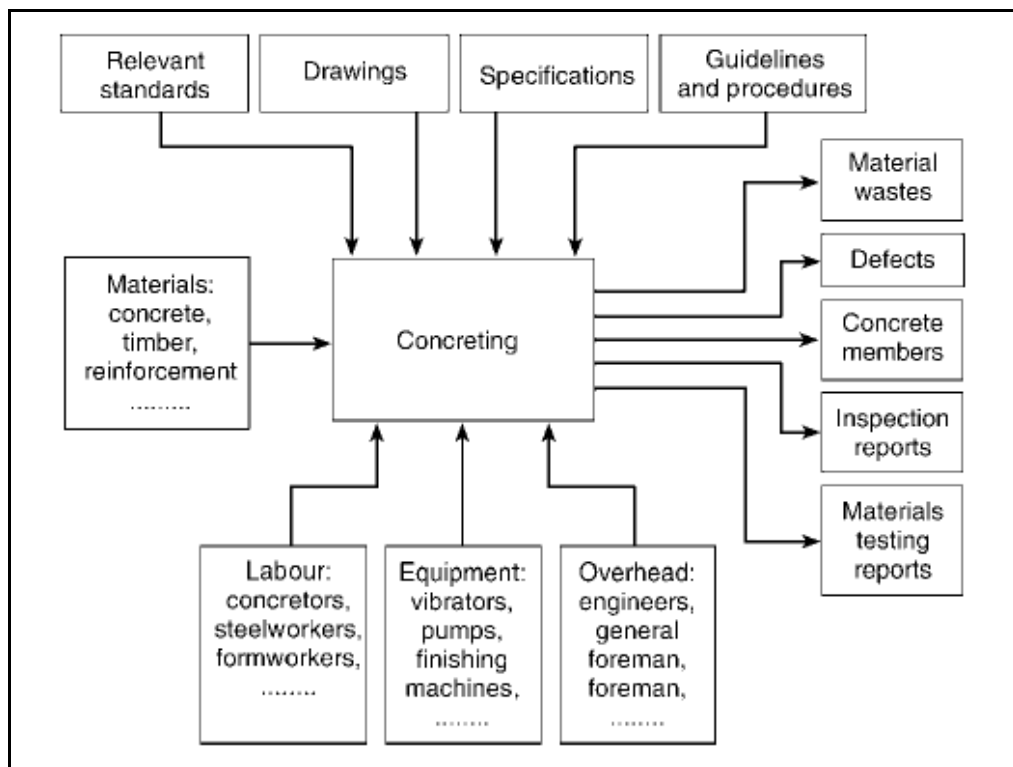 Relevant
standards
Drawings
Specifications
Guidelines
and procedures
Material
wastes
Defects
Materials:
concrete,
timber,
reinforcement
.........
Concreting
Concrete
members
Inspection
reports
Materials
testing
reports
Labour:
concretors,
steelworkers,
formworkers,
.........
Equipment:
vibrators,
pumps,
finishing
machines,
.........
Overhead:
engineers,
general
foreman,
foreman,
.........